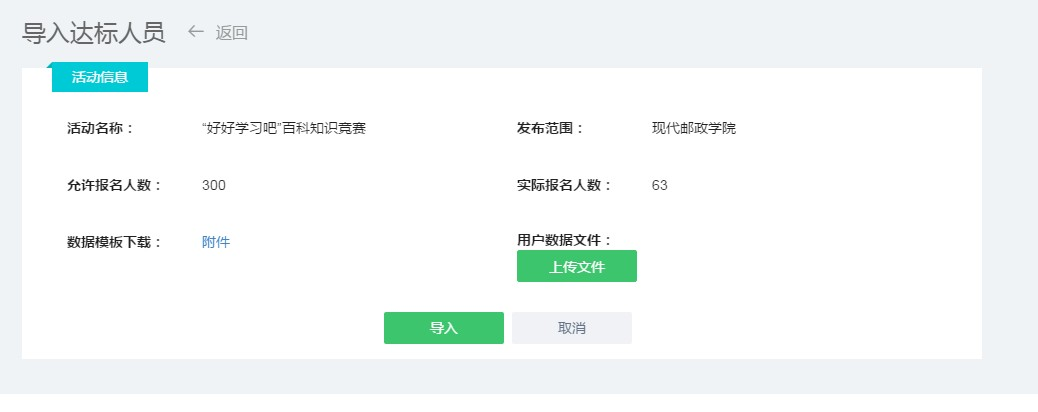 导入达标人员 ← 返回
活动信息
活动名称： “好好学习吧”百科知识竞赛 发布范围： 现代邮政学院
允许报名人数： 300 实际报名人数： 63
数据模板下载： 附件 用户数据文件：
上传文件
导入 取消